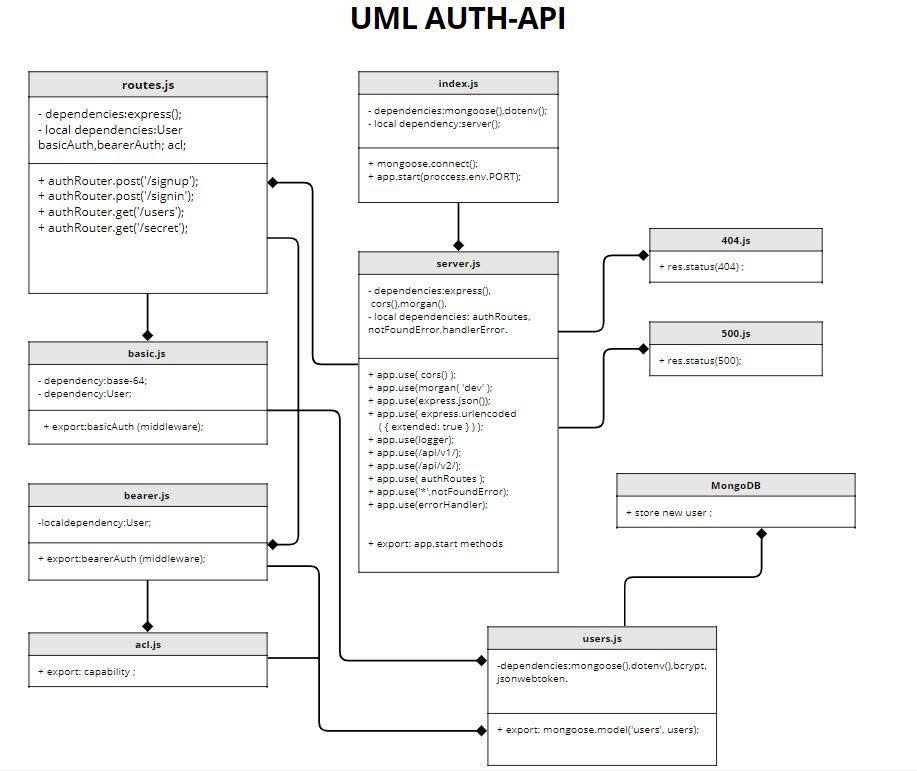 UML AUTH-API
routes.js
- dependencies:express();
- local dependencies:User
basicAuth,bearerAuth; acl;
+ authRouter.post('/signup');
+ authRouter.post('/signin');
+ authRouter.get('/users');
+ authRouter.get('/secret');
index.js
- dependencies:mongoose(),dotenv();
- local dependency:server();
+ mongoose.connect();
+ app.start(proccess.env.PORT);
server.js
- dependencies:express(),
cors(),morgan().
- local dependencies: authRoutes,
notFoundError,handlerError.
+ app.use( cors() );
+ app.use(morgan( 'dev' );
+ app.use(express.json());
+ app.use( express.urlencoded
( { extended: true } ) );
+ app.use(logger);
+ app.use(/api/v1/);
+ app.use(/api/v2/);
+ app.use( authRoutes );
+ app.use('*',notFoundError);
+ app.use(errorHandler);
+ export: app,start methods
404.js
+ res.status(404) ;
500.js
+ res.status(500);
basic.js
- dependency:base-64;
- dependency:User;
+ export:basicAuth (middleware);
bearer.js
-localdependency:User;
+ export:bearerAuth (middleware);
acl.js
+ export: capability ;
MongoDB
+ store new user ;
users.js
-dependencies:mongoose(),dotenv(),bcrypt,
jsonwebtoken.
+ export: mongoose.model('users', users);